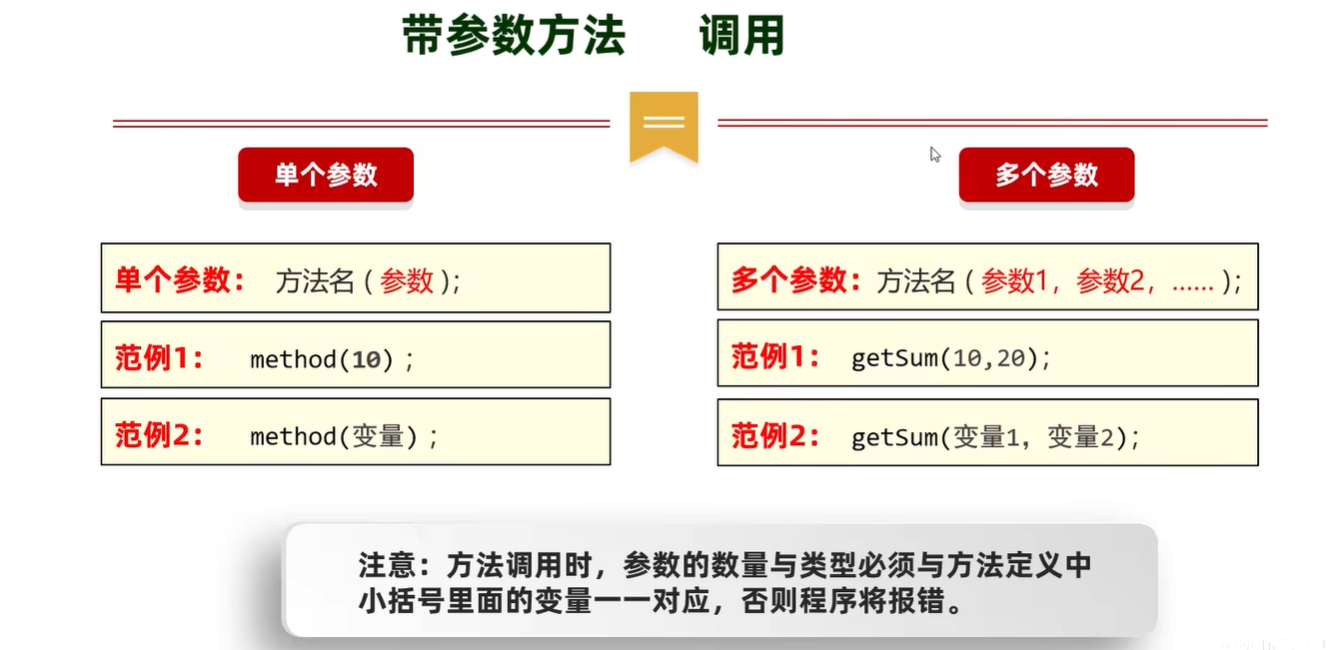 带参数方法 调用
单个参数
多个参数
单个参数： 方法名 ( 参数 );
范例1： method(10) ;
范例2： method(变量) ;
多个参数：方法名 ( 参数1，参数2，…… );
范例1： getSum(10,20);
范例2： getSum(变量1，变量2);
注意：方法调用时，参数的数量与类型必须与方法定义中
小括号里面的变量一一对应，否则程序将报错。